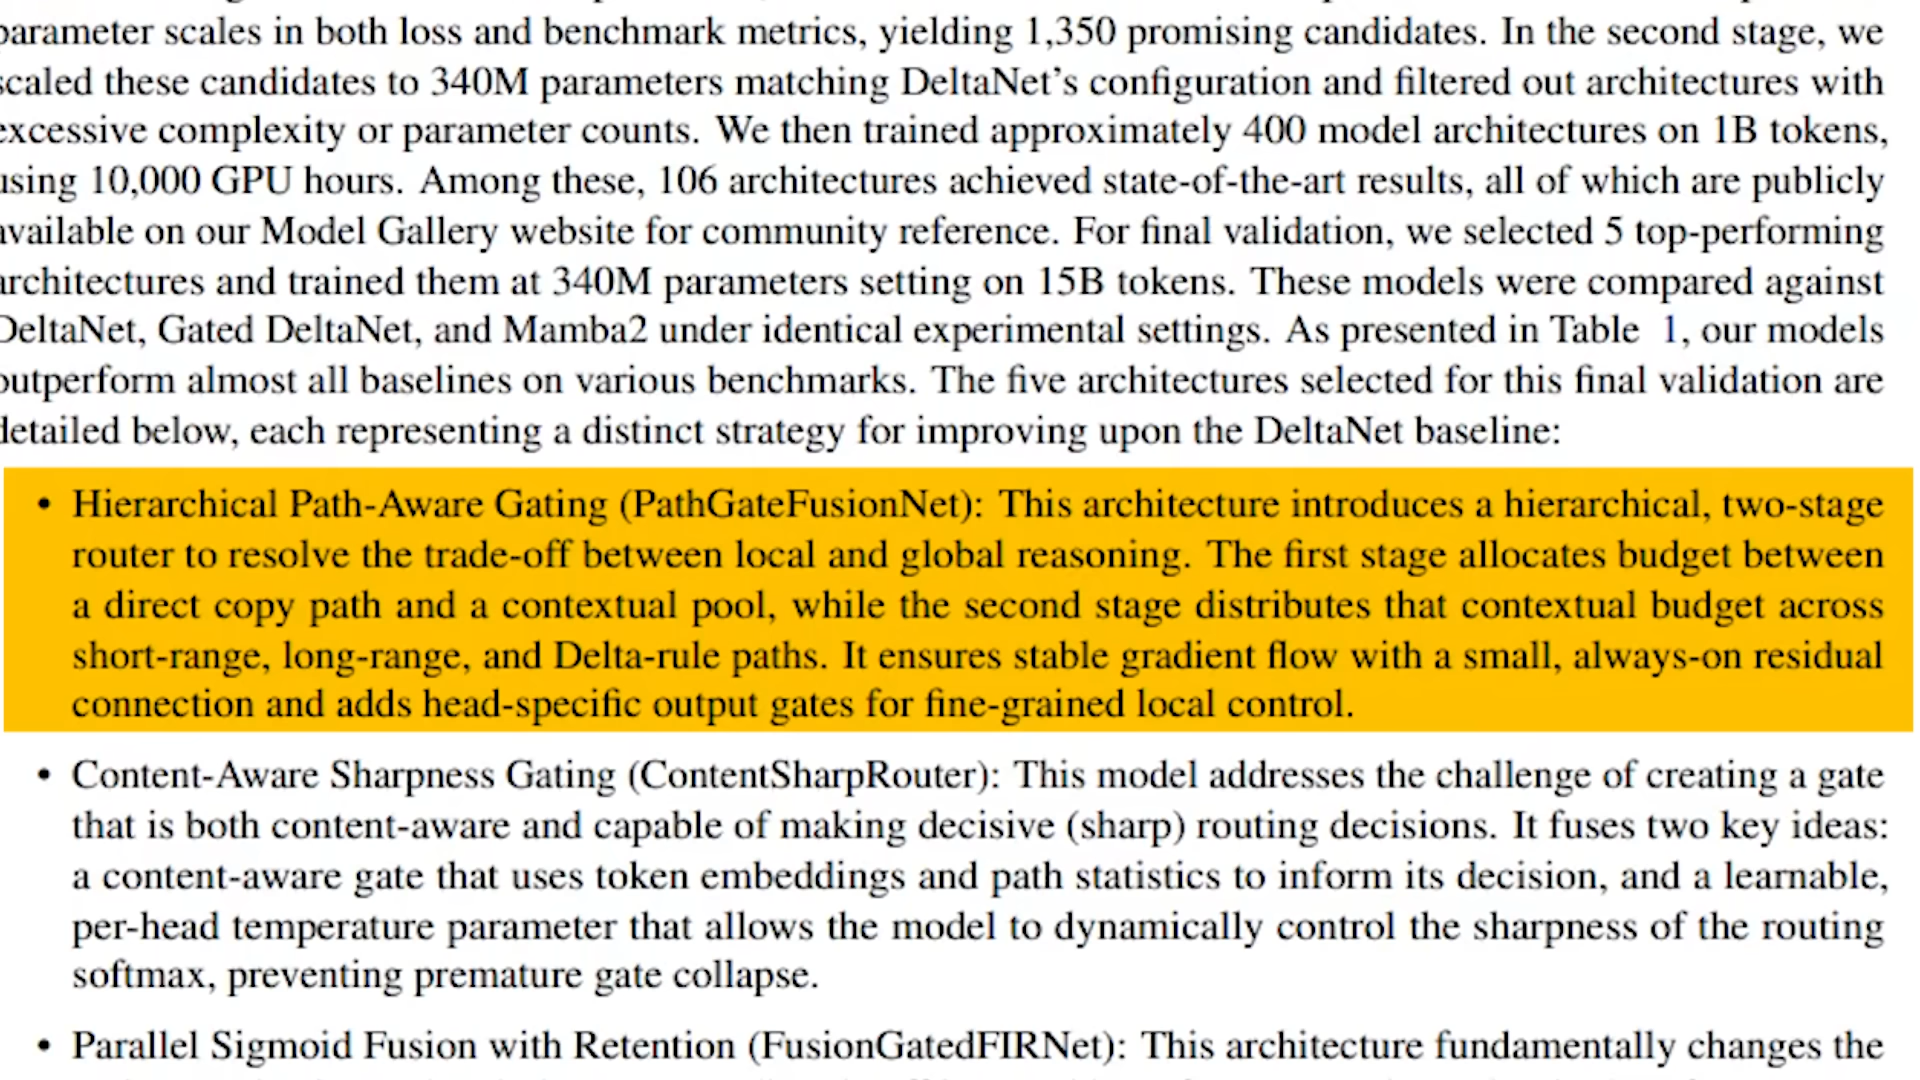 parameter scales in both loss and benchmark metrics, yielding 1,350 promising candidates. In the second stage, we
scaled these candidates to 340M parameters matching DeltaNet’s configuration and filtered out architectures with
excessive complexity or parameter counts. We then trained approximately 400 model architectures on 1B tokens,
using 10,000 GPU hours. Among these, 106 architectures achieved state-of-the-art results, all of which are publicly
available on our Model Gallery website for community reference. For final validation, we selected 5 top-performing
architectures and trained them at 340M parameters setting on 15B tokens. These models were compared against
DeltaNet, Gated DeltaNet, and Mamba2 under identical experimental settings. As presented in Table 1, our models
outperform almost all baselines on various benchmarks. The five architectures selected for this final validation are
detailed below, each representing a distinct strategy for improving upon the DeltaNet baseline:
• Hierarchical Path-Aware Gating (PathGateFusionNet): This architecture introduces a hierarchical, two-stage
router to resolve the trade-off between local and global reasoning. The first stage allocates budget between
a direct copy path and a contextual pool, while the second stage distributes that contextual budget across
short-range, long-range, and Delta-rule paths. It ensures stable gradient flow with a small, always-on residual
connection and adds head-specific output gates for fine-grained local control.
• Content-Aware Sharpness Gating (ContentSharpRouter): This model addresses the challenge of creating a gate
that is both content-aware and capable of making decisive (sharp) routing decisions. It fuses two key ideas:
a content-aware gate that uses token embeddings and path statistics to inform its decision, and a learnable,
per-head temperature parameter that allows the model to dynamically control the sharpness of the routing
softmax, preventing premature gate collapse.
• Parallel Sigmoid Fusion with Retention (FusionGatedFIRNet): This architecture fundamentally changes the